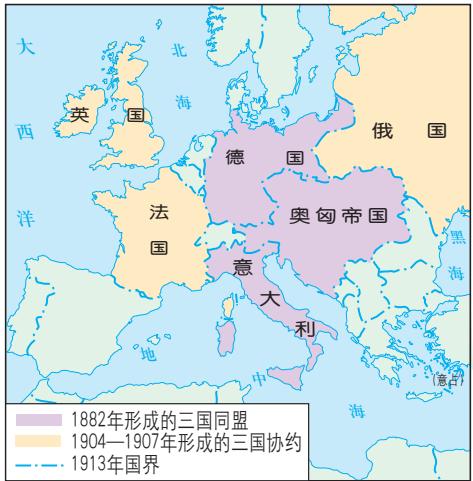 大西洋
北海
英国
俄国
德国
法国
奥匈帝国
黑海
意大利
地中海
(意占)
1882年形成的三国同盟
1904—1907年形成的三国协约
1913年国界